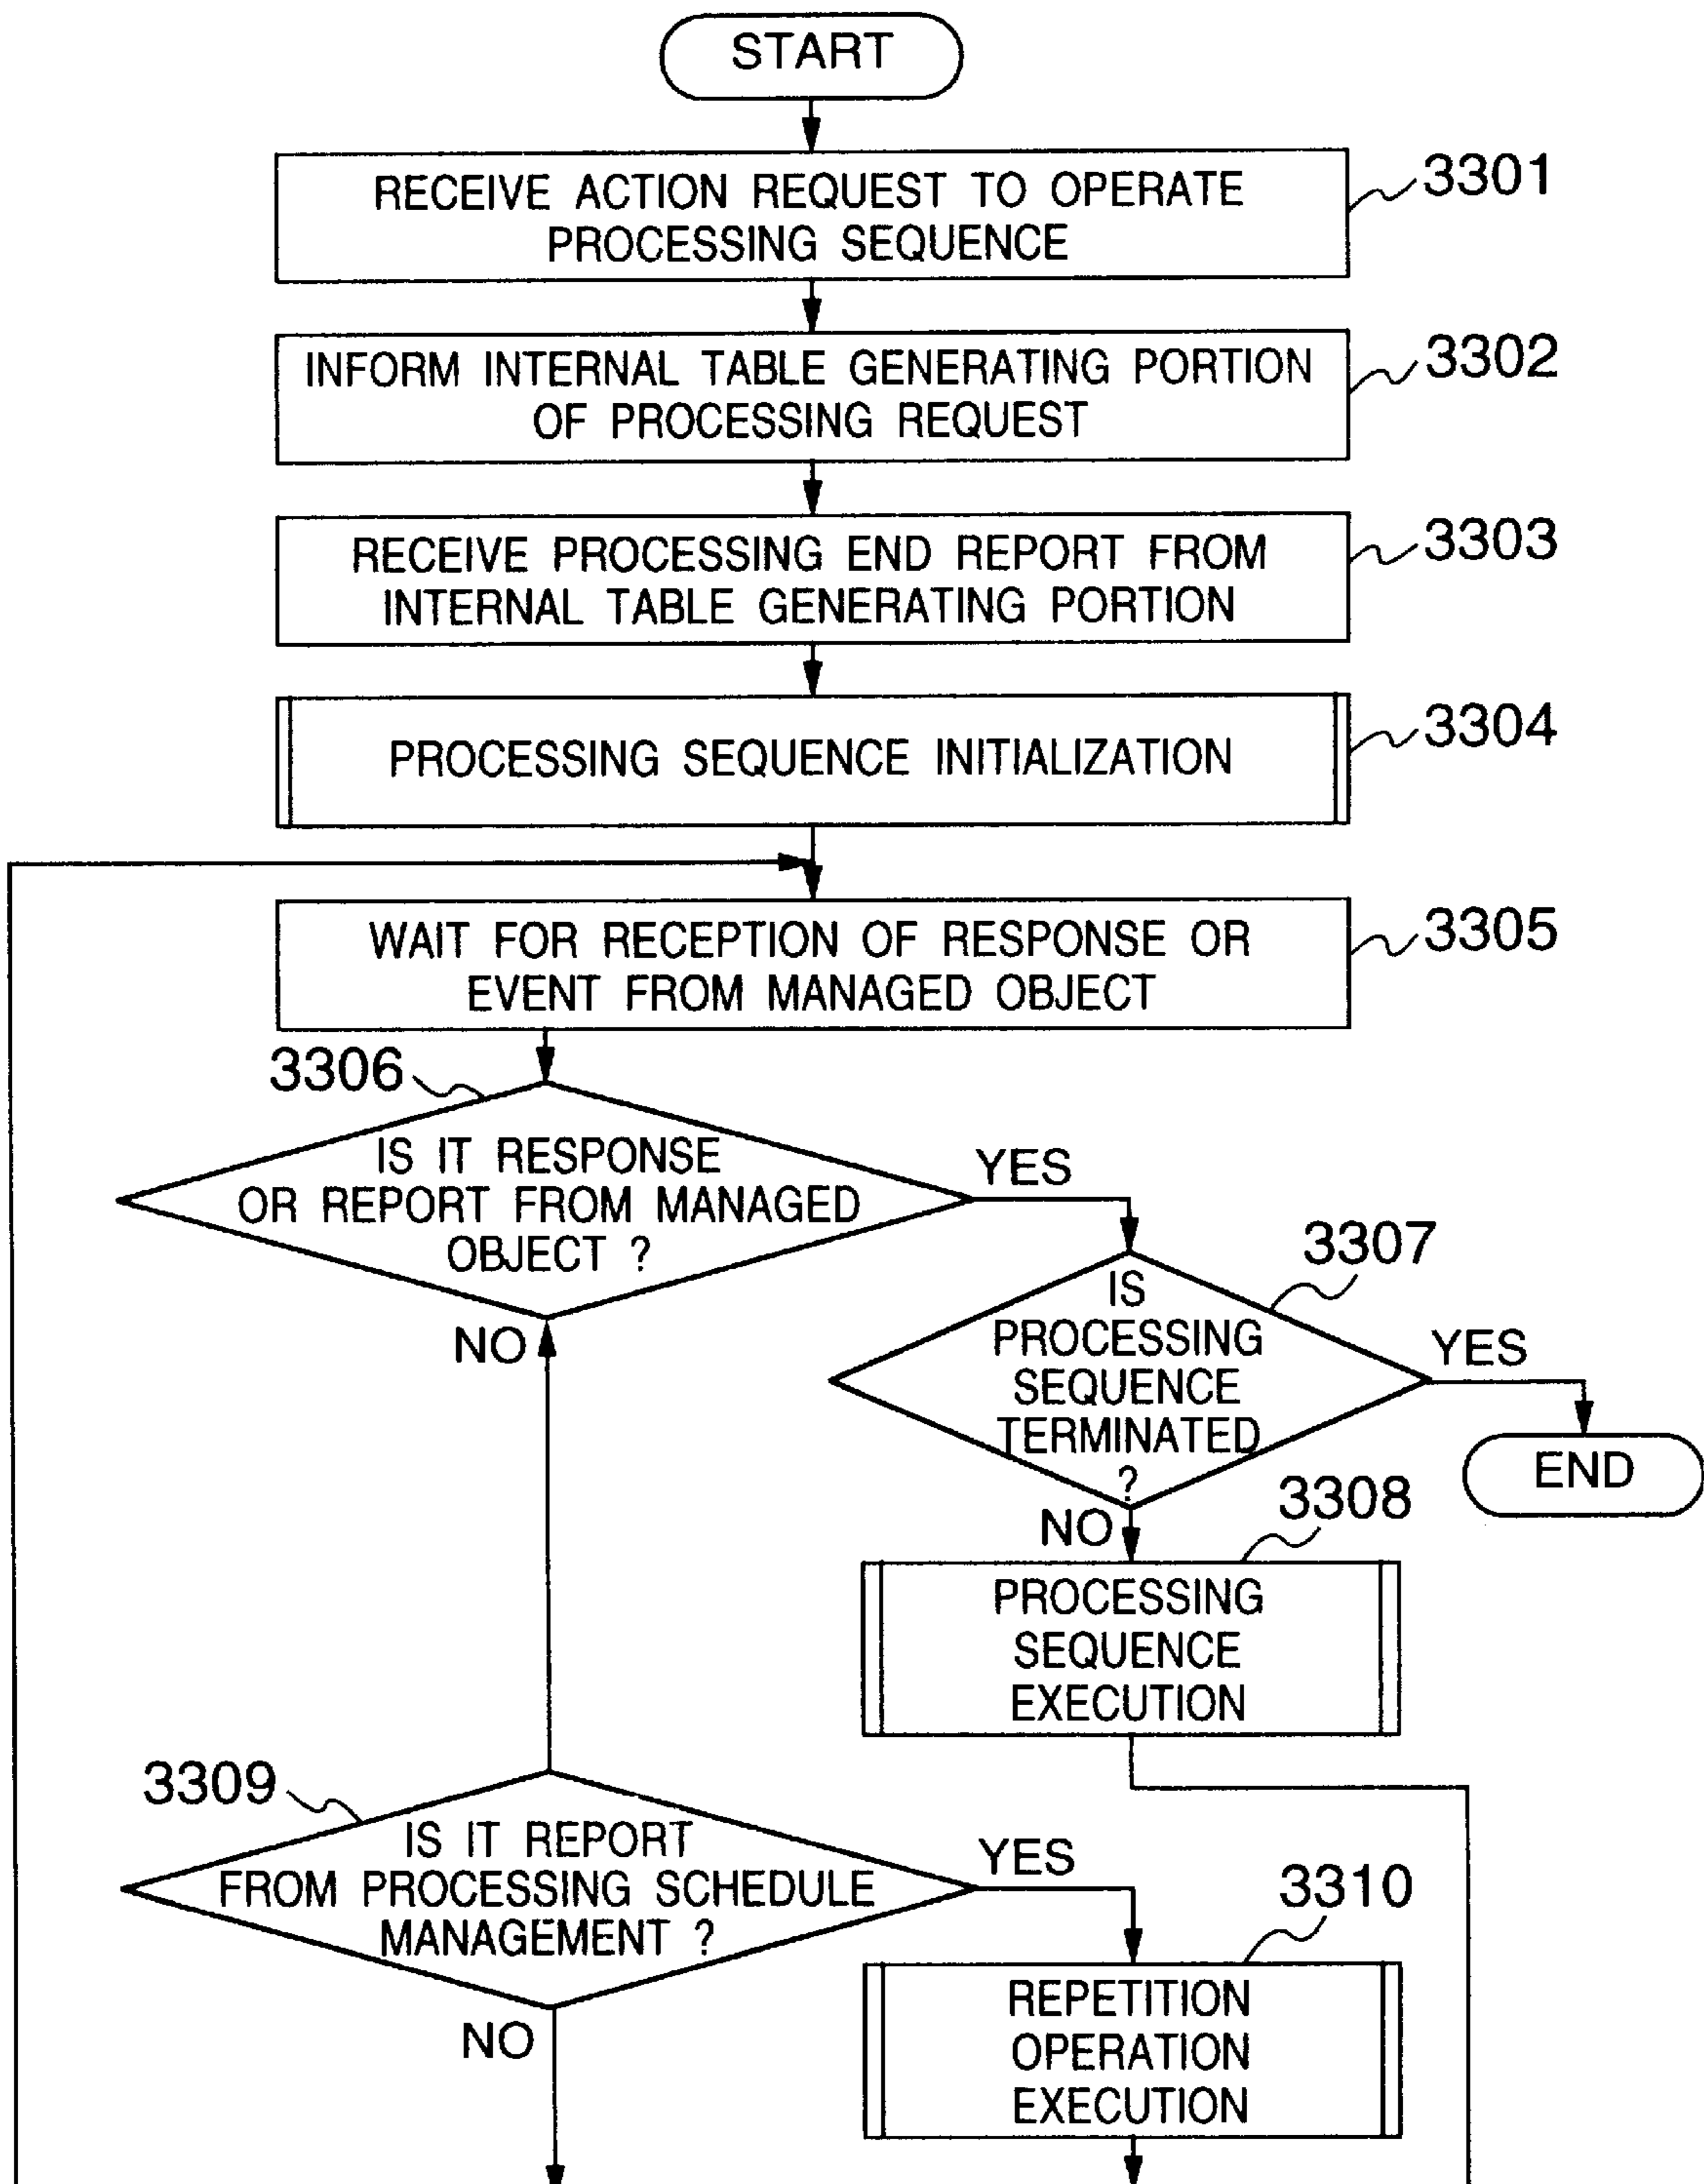 START
RECEIVE ACTION REQUEST TO OPERATE
PROCESSING SEQUENCE
3301
INFORM INTERNAL TABLE GENERATING PORTION
OF PROCESSING REQUEST
3302
RECEIVE PROCESSING END REPORT FROM
INTERNAL TABLE GENERATING PORTION
3303
PROCESSING SEQUENCE INITIALIZATION
3304
WAIT FOR RECEPTION OF RESPONSE OR
EVENT FROM MANAGED OBJECT
3305
3306
IS IT RESPONSE
OR REPORT FROM MANAGED
OBJECT ?
YES
NO
3307
IS
PROCESSING
SEQUENCE
TERMINATED
?
YES
END
NO
3308
PROCESSING
SEQUENCE
EXECUTION
3309
IS IT REPORT
FROM PROCESSING SCHEDULE
MANAGEMENT ?
YES
NO
3310
REPETITION
OPERATION
EXECUTION